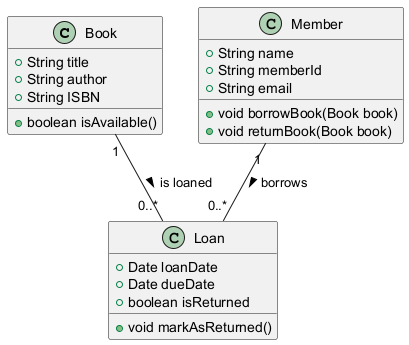 C Book
String title
String author
String ISBN
boolean isAvailable()
C Member
String name
String memberId
String email
void borrowBook(Book book)
void returnBook(Book book)
1
is loaned
0..*
1
borrows
0..*
C Loan
Date loanDate
Date dueDate
boolean isReturned
void markAsReturned()